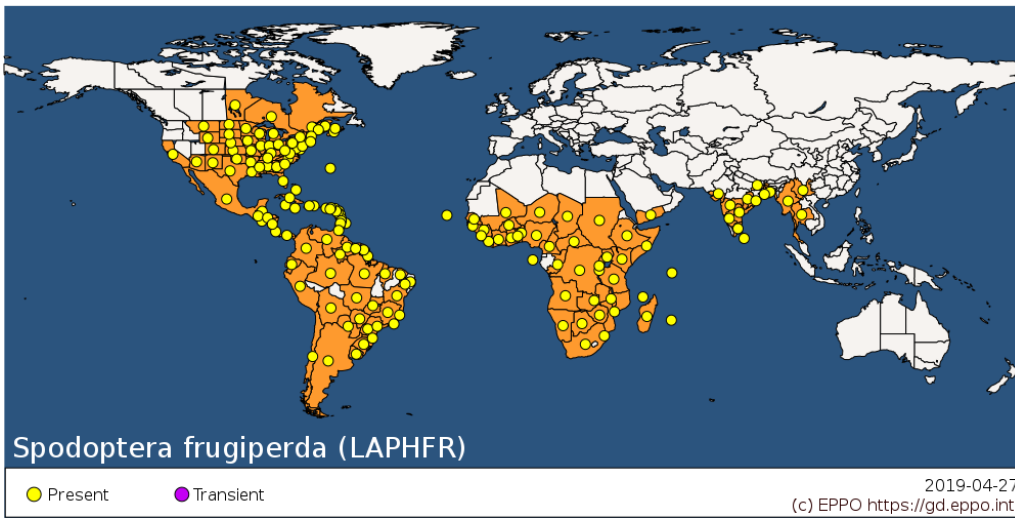 Spodoptera frugiperda (LAPHFR)
Present
Transient
2019-04-27
(c) EPPO https://gd.eppo.int